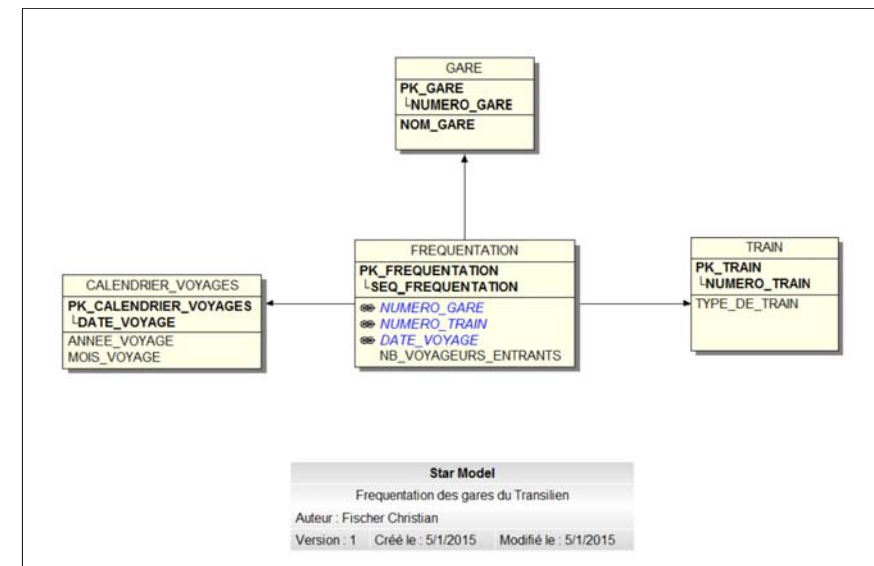 GARE
PK_GARE
└NUMERO_GARE
NOM_GARE
FREQUENTATION
PK_FREQUENTATION
└SEQ_FREQUENTATION
NUMERO_GARE
NUMERO_TRAIN
DATE_VOYAGE
NB_VOYAGEURS_ENTRANTS
TRAIN
PK_TRAIN
└NUMERO_TRAIN
TYPE_DE_TRAIN
CALENDRIER_VOYAGES
PK_CALENDRIER_VOYAGES
└DATE_VOYAGE
ANNEE_VOYAGE
MOIS_VOYAGE
Star Model
Frequentation des gares du Transilien
Auteur : Fischer Christian
Version : 1 Créé le : 5/1/2015 Modifié le : 5/1/2015